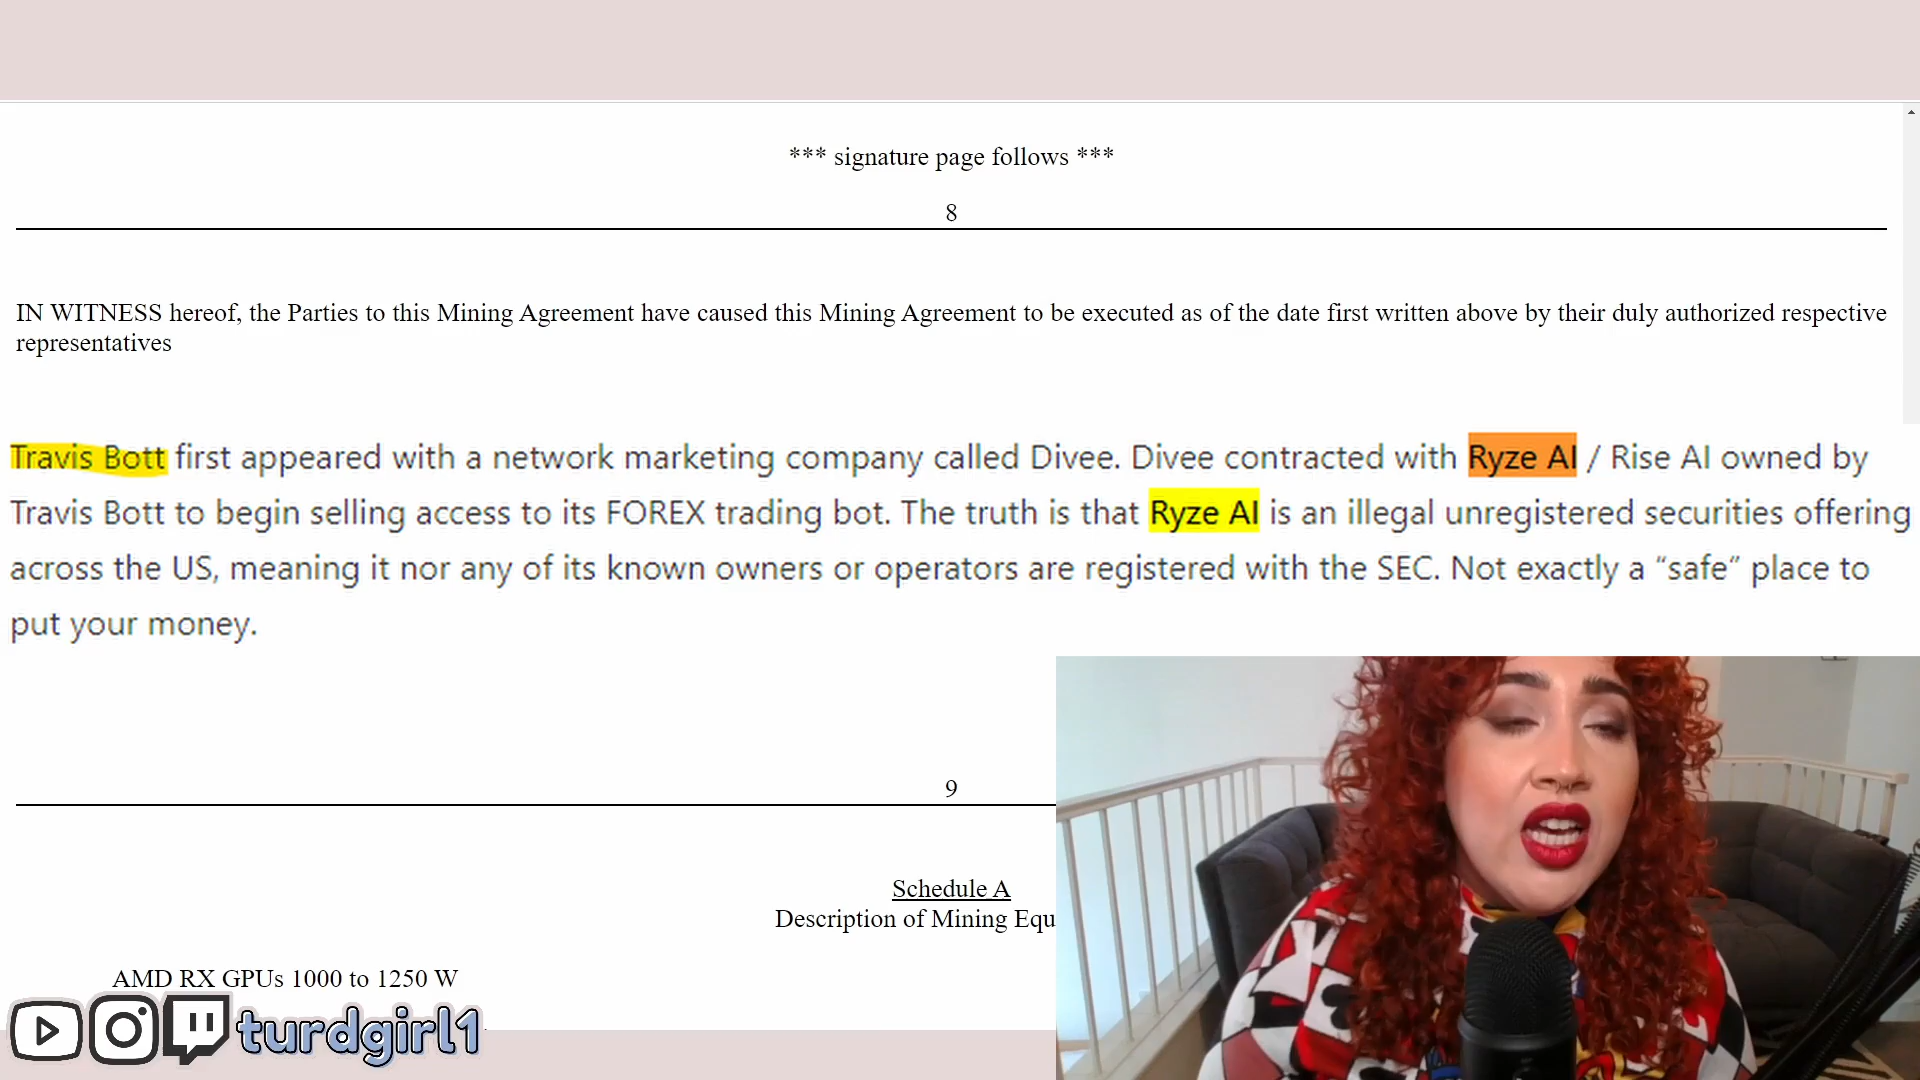 *** signature page follows ***
8
IN WITNESS hereof, the Parties to this Mining Agreement have caused this Mining Agreement to be executed as of the date first written above by their duly authorized respective
representatives
Travis Bott first appeared with a network marketing company called Divee. Divee contracted with Ryze AI / Rise AI owned by
Travis Bott to begin selling access to its FOREX trading bot. The truth is that Ryze AI is an illegal unregistered securities offering
across the US, meaning it nor any of its known owners or operators are registered with the SEC. Not exactly a “safe” place to
put your money.
9
Schedule A
Description of Mining Equ
AMD RX GPUs 1000 to 1250 W
turdgirl1